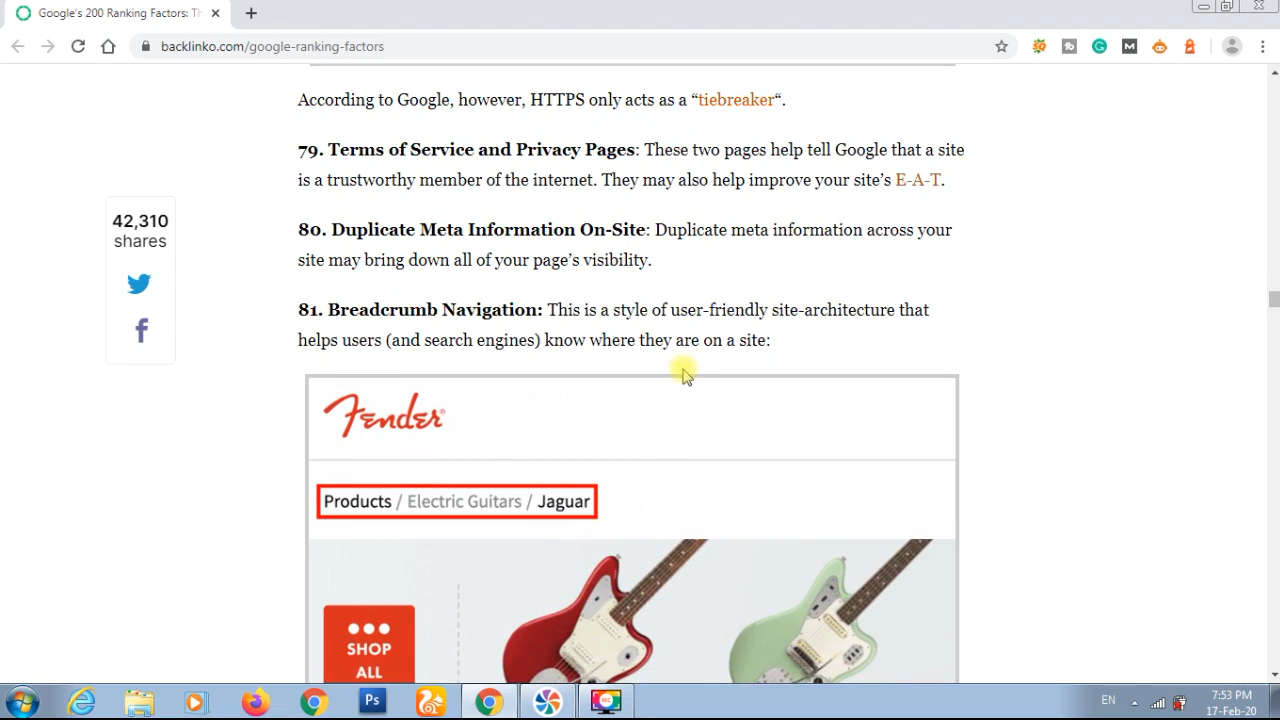 Google's 200 Ranking Factors: Th
backlinko.com/google-ranking-factors
According to Google, however, HTTPS only acts as a “tiebreaker“.
79. Terms of Service and Privacy Pages: These two pages help tell Google that a site
is a trustworthy member of the internet. They may also help improve your site’s E-A-T.
80. Duplicate Meta Information On-Site: Duplicate meta information across your
site may bring down all of your page’s visibility.
81. Breadcrumb Navigation: This is a style of user-friendly site-architecture that
helps users (and search engines) know where they are on a site:
42,310
shares
Fender
Products / Electric Guitars / Jaguar
SHOP
ALL
Ps
REC
EN
7:53 PM
17-Feb-20